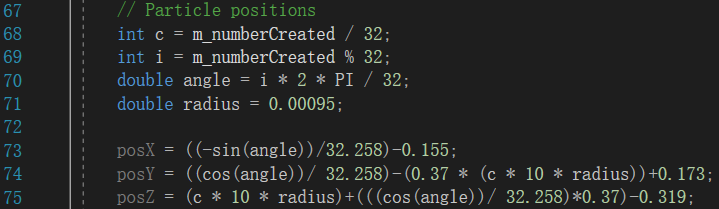 67 // Particle positions
68 int c = m_numberCreated / 32;
69 int i = m_numberCreated % 32;
70 double angle = i * 2 * PI / 32;
71 double radius = 0.00095;
72
73 posX = ((-sin(angle))/32.258)-0.155;
74 posY = ((cos(angle))/ 32.258)-(0.37 * (c * 10 * radius))+0.173;
75 posZ = (c * 10 * radius)+(((cos(angle))/ 32.258)*0.37)-0.319;